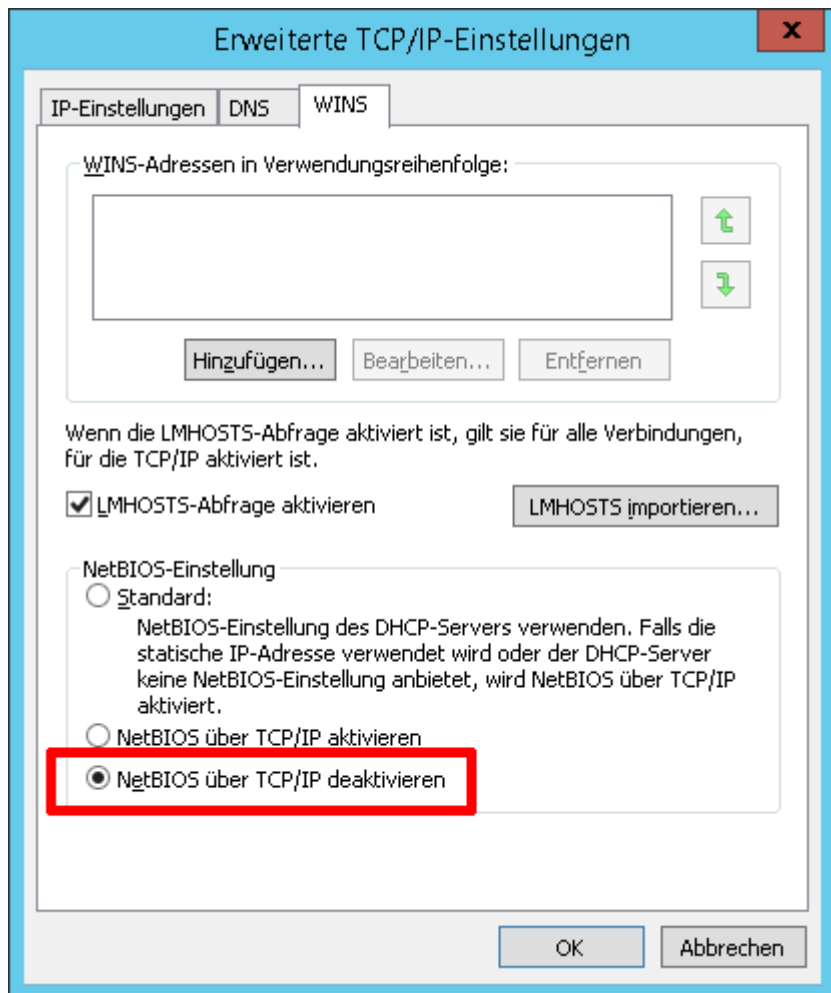 Erweiterte TCP/IP-Einstellungen
x
IP-Einstellungen DNS WINS
WINS-Adressen in Verwendungsreihenfolge:
Hinzufügen... Bearbeiten... Entfernen
Wenn die LMHOSTS-Abfrage aktiviert ist, gilt sie für alle Verbindungen,
für die TCP/IP aktiviert ist.
LMHOSTS-Abfrage aktivieren LMHOSTS importieren...
NetBIOS-Einstellung
Standard:
NetBIOS-Einstellung des DHCP-Servers verwenden. Falls die
statische IP-Adresse verwendet wird oder der DHCP-Server
keine NetBIOS-Einstellung anbietet, wird NetBIOS über TCP/IP
aktiviert.
NetBIOS über TCP/IP aktivieren
NetBIOS über TCP/IP deaktivieren
OK Abbrechen